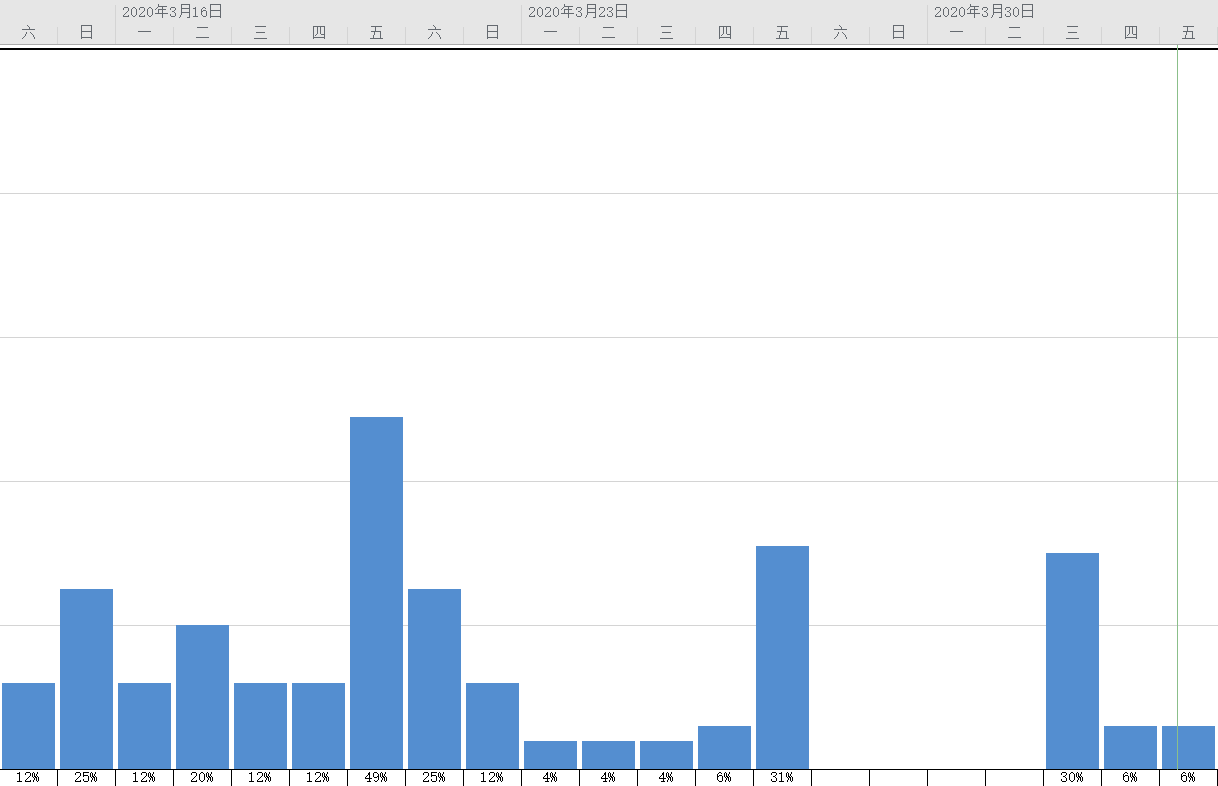 2020年3月16日 2020年3月23日 2020年3月30日
六 日 一 二 三 四 五 六 日 一 二 三 四 五 六 日 一 二 三 四 五
12% 25% 12% 20% 12% 12% 49% 25% 12% 4% 4% 4% 6% 31% 30% 6% 6%